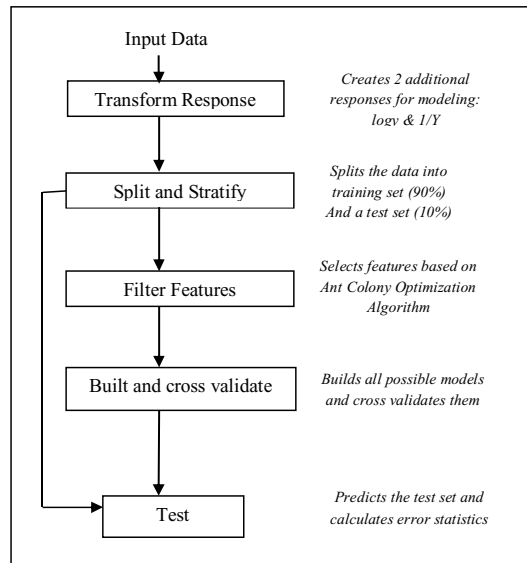 Input Data
Transform Response
Creates 2 additional
responses for modeling:
logy & 1/Y
Split and Stratify
Splits the data into
training set (90%)
And a test set (10%)
Filter Features
Selects features based on
Ant Colony Optimization
Algorithm
Built and cross validate
Builds all possible models
and cross validates them
Test
Predicts the test set and
calculates error statistics